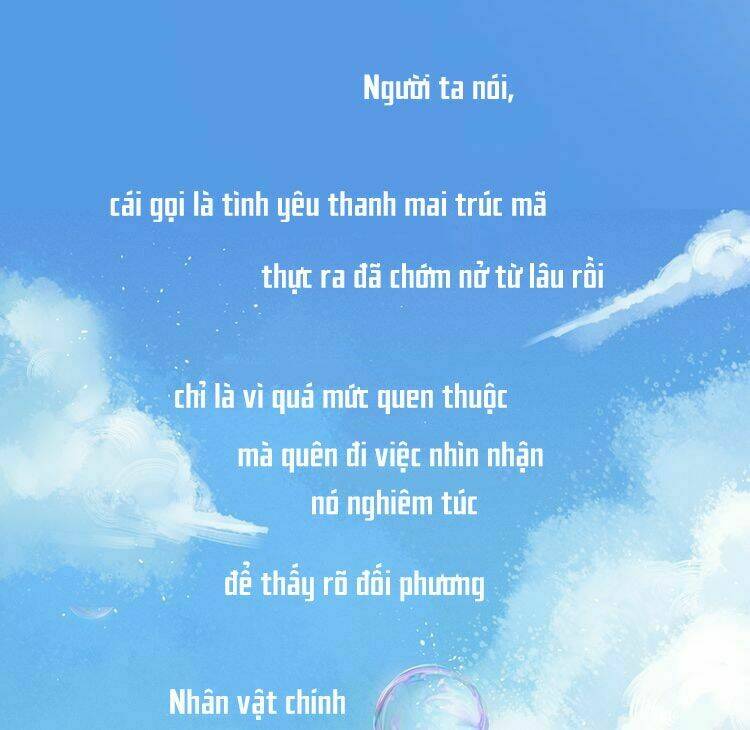 Người ta nói,
cái gọi là tình yêu thanh mai trúc mã
thực ra đã chớm nở từ lâu rồi
chỉ là vì quá mức quen thuộc
mà quên đi việc nhìn nhận
nó nghiêm túc
để thấy rõ đối phương
Nhân vật chính